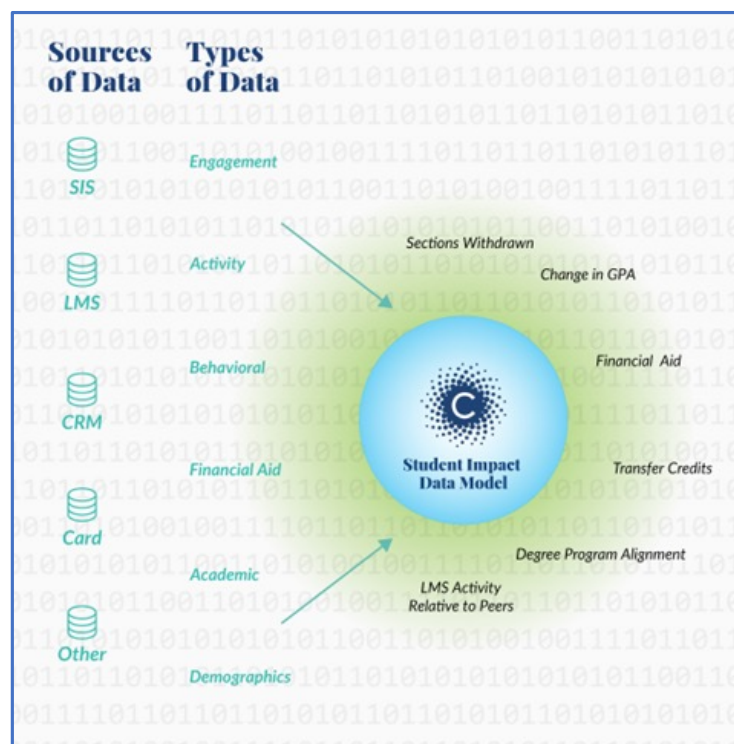 Sources
of Data
Types
of Data
SIS
LMS
CRM
Card
Other
Engagement
Activity
Behavioral
Financial Aid
Academic
Demographics
Sections Withdrawn
Change in GPA
Financial Aid
Transfer Credits
Degree Program Alignment
LMS Activity
Relative to Peers
C
Student Impact
Data Model